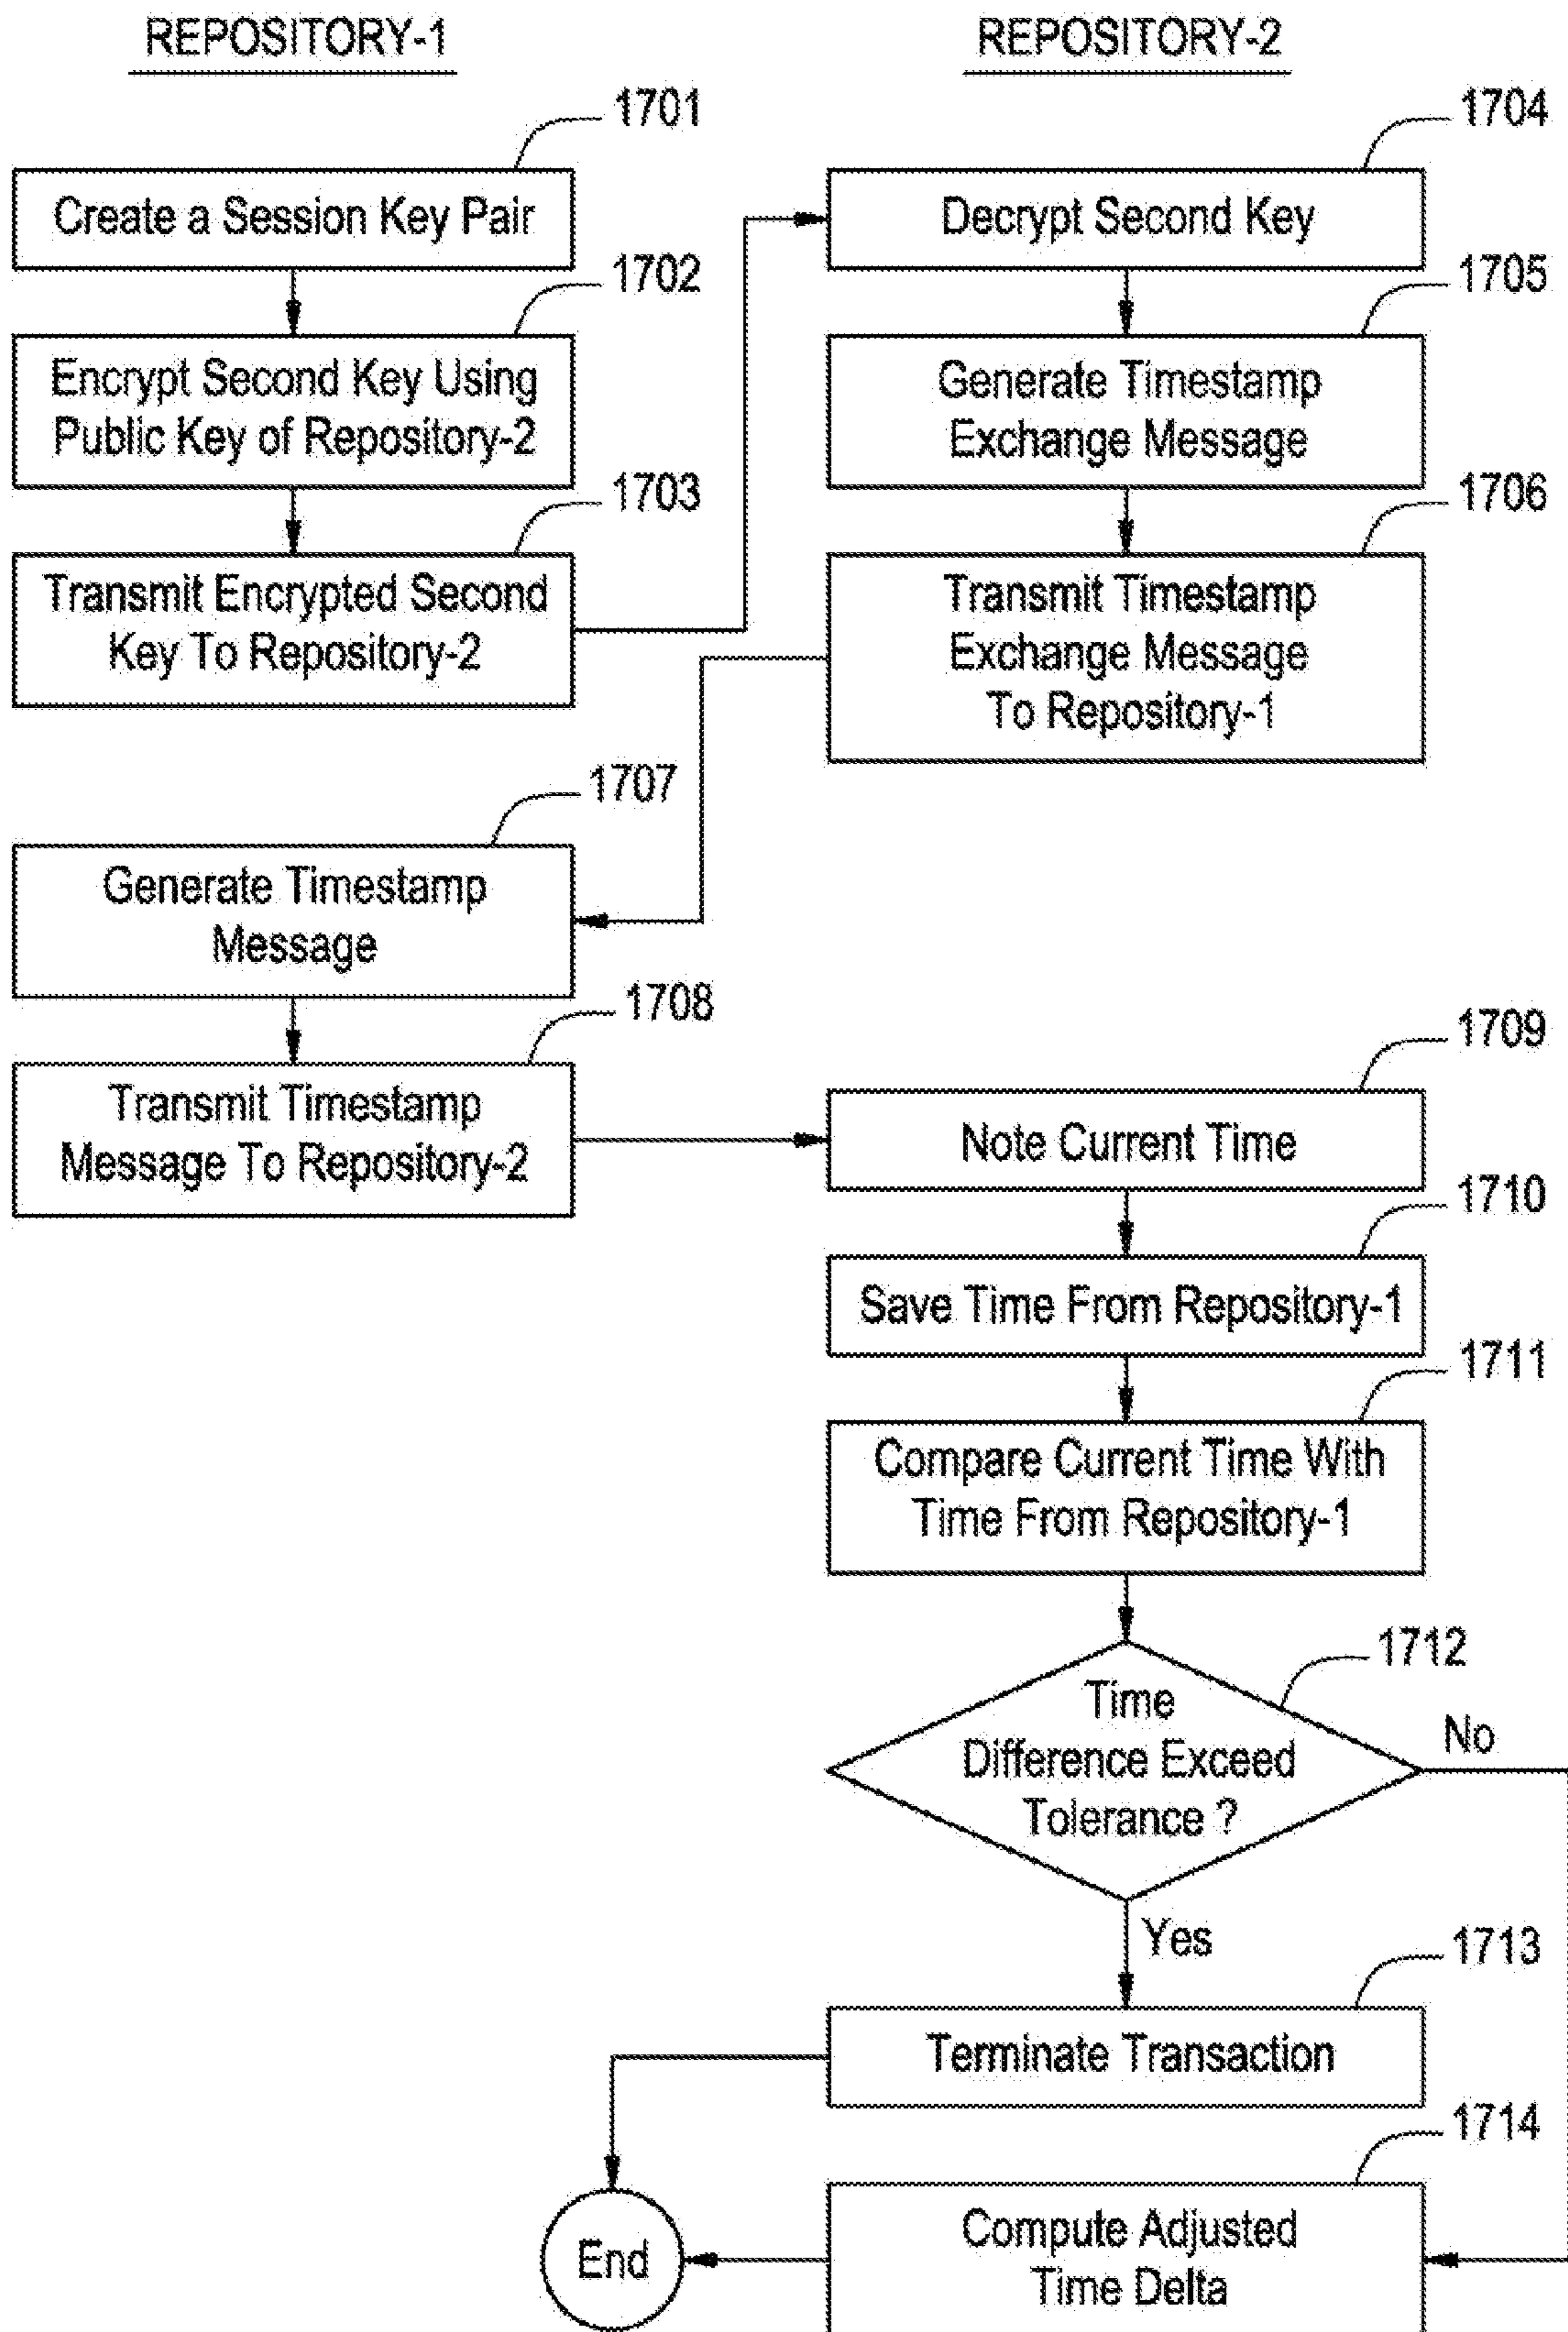 REPOSITORY-1
REPOSITORY-2
1701
Create a Session Key Pair
1702
Encrypt Second Key Using
Public Key of Repository-2
1703
Transmit Encrypted Second
Key To Repository-2
1704
Decrypt Second Key
1705
Generate Timestamp
Exchange Message
1706
Transmit Timestamp
Exchange Message
To Repository-1
1707
Generate Timestamp
Message
1708
Transmit Timestamp
Message To Repository-2
1709
Note Current Time
1710
Save Time From Repository-1
1711
Compare Current Time With
Time From Repository-1
1712
Time
Difference Exceed
Tolerance ?
No
Yes
1713
Terminate Transaction
1714
Compute Adjusted
Time Delta
End